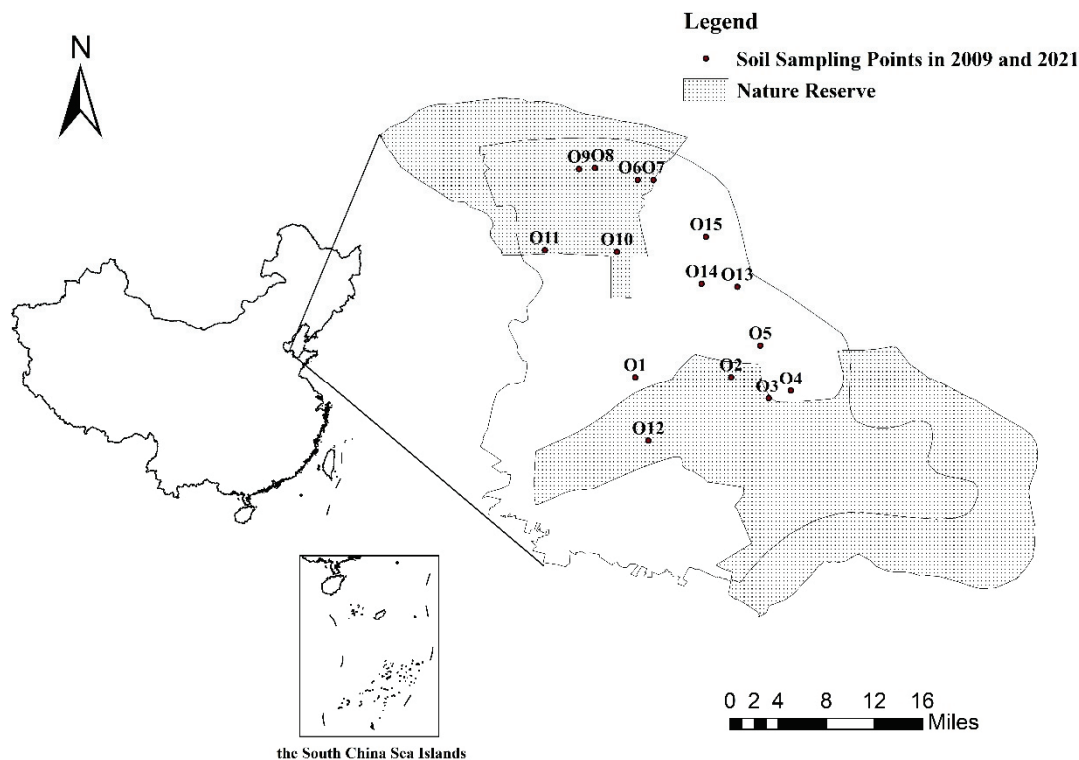 Legend
N
Soil Sampling Points in 2009 and 2021
Nature Reserve
O9 O8
O6 O7
O15
O11
O10
O14 O13
O5
O1
O2
O3 O4
O12
0 2 4 8 12 16
Miles
the South China Sea Islands